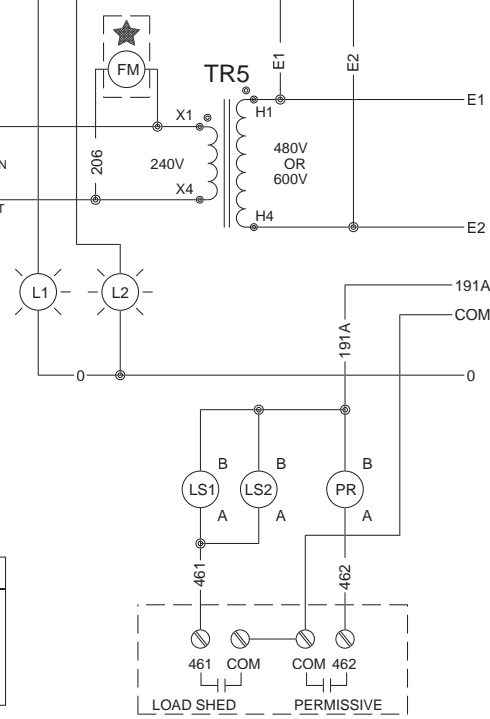 FM
E1
E2
TR5
E1
X1
H1
N
206
240V
480V
OR
600V
X4
T
H4
E2
L1
L2
191A
COM
191A
0
0
B
B
B
LS1
LS2
PR
A
A
A
461
462
461
COM
COM
462
LOAD SHED
PERMISSIVE